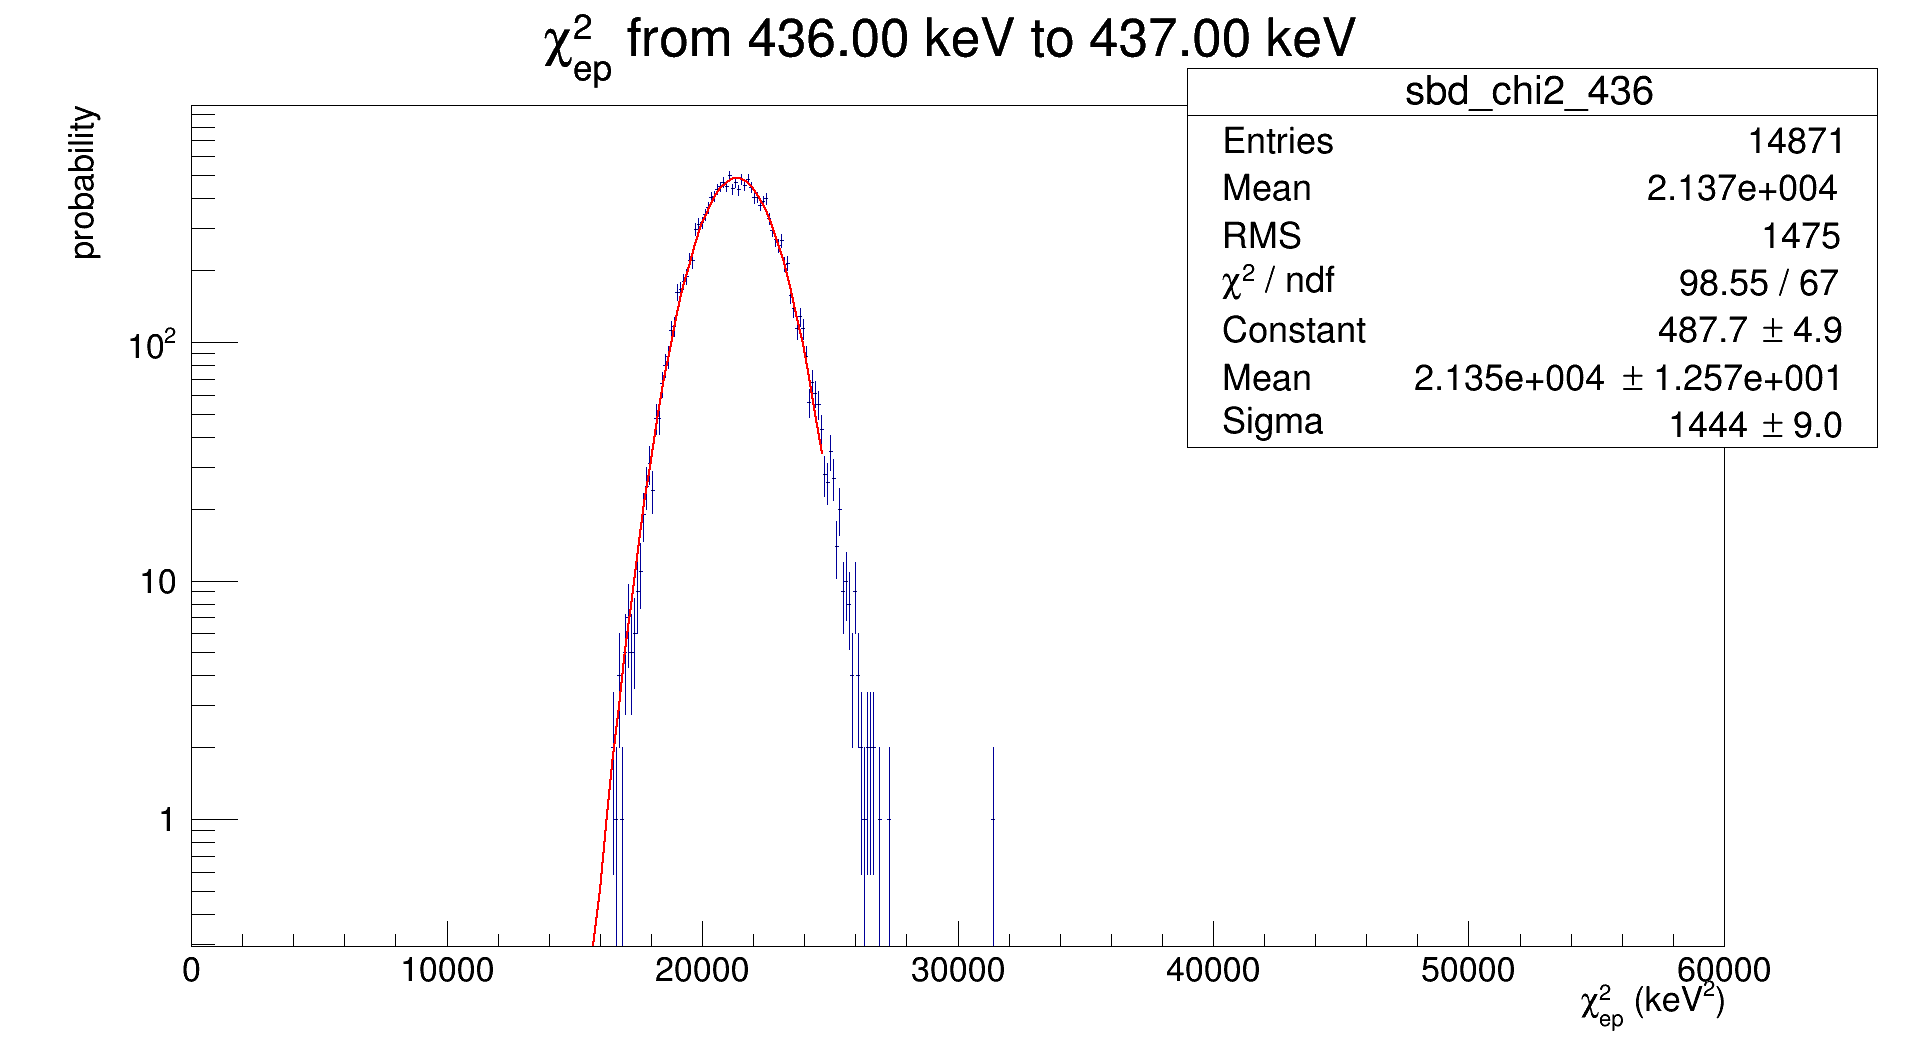 χ²ep from 436.00 keV to 437.00 keV
sbd_chi2_436
Entries 14871
Mean 2.137e+004
RMS 1475
χ² / ndf 98.55 / 67
Constant 487.7 ± 4.9
Mean 2.135e+004 ± 1.257e+001
Sigma 1444 ± 9.0
probability
10²
10
1
0 10000 20000 30000 40000 50000 60000
χ²ep (keV²)